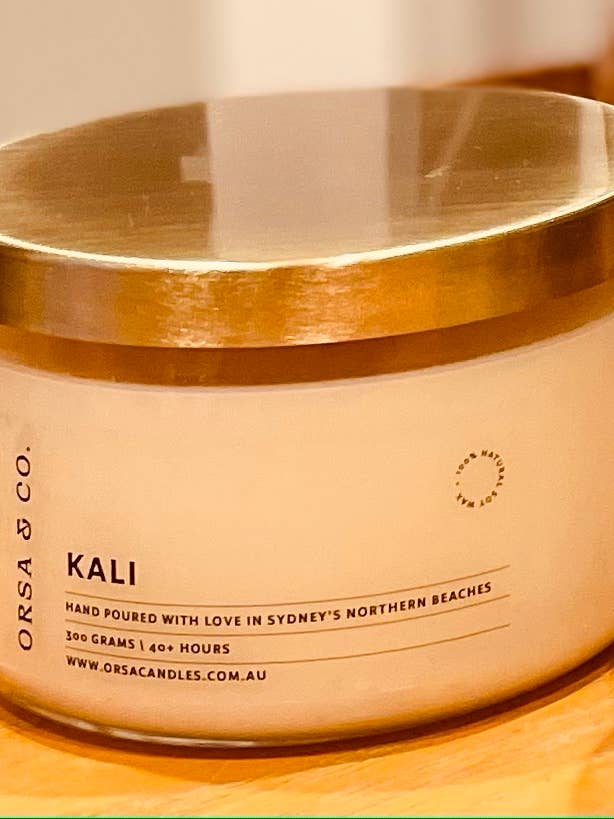 ORSA & CO.
100% NATURAL SOY WAX
KALI
HAND POURED WITH LOVE IN SYDNEY'S NORTHERN BEACHES
300 GRAMS \ 40+ HOURS
WWW.ORSACANDLES.COM.AU